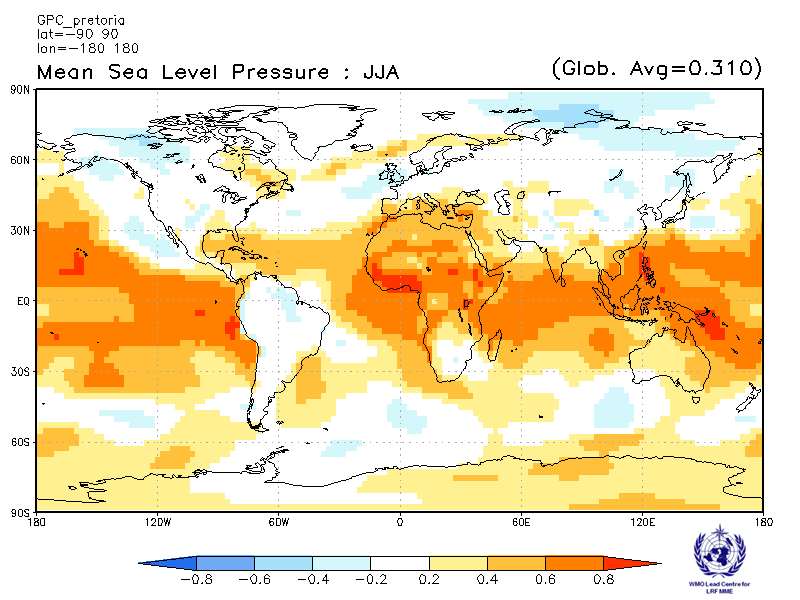 GPC_pretoria
lat=-90 90
lon=-180 180
Mean Sea Level Pressure : JJA
(Glob. Avg=0.310)
90N
60N
30N
EQ
30S
60S
90S
180
120W
60W
0
60E
120E
180
-0.8
-0.6
-0.4
-0.2
0.2
0.4
0.6
0.8
WMO Lead Centre for
LRF MME